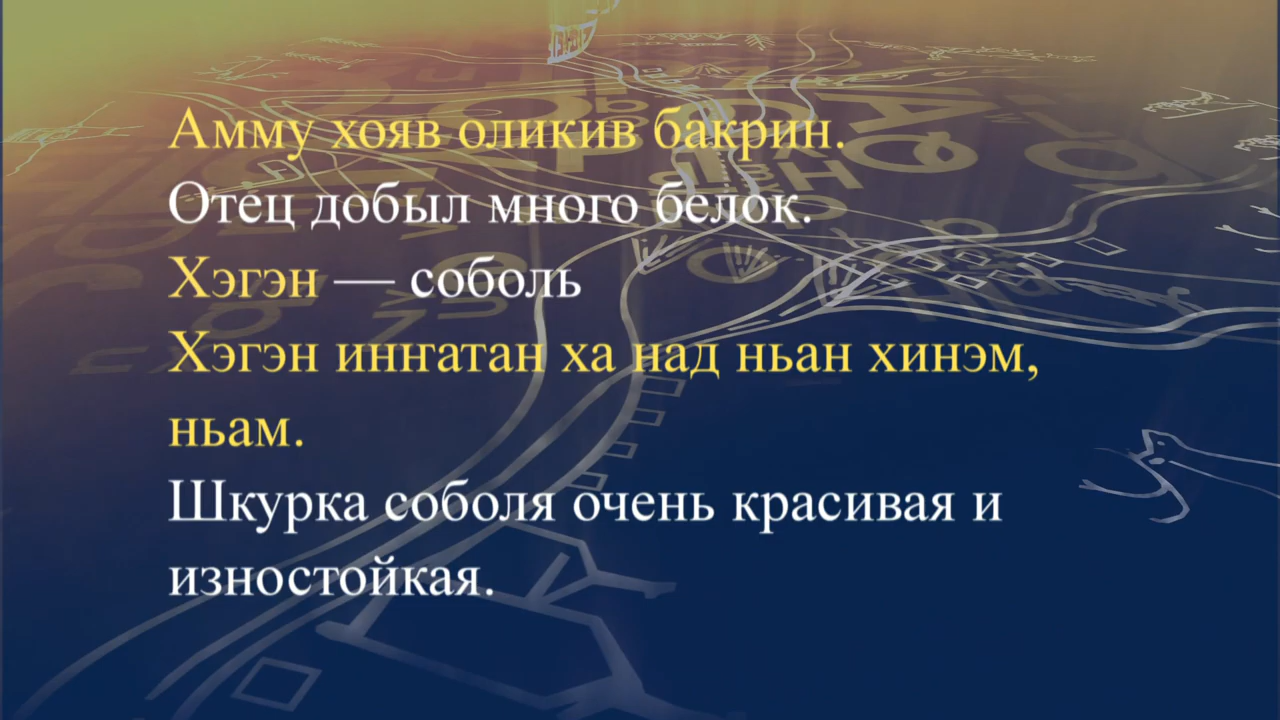 Амму хояв оликив бакрин.
Отец добыл много белок.
Хэгэн — соболь
Хэгэн иннгатан ха над ньан хинэм,
ньам.
Шкурка соболя очень красивая и
изностойкая.